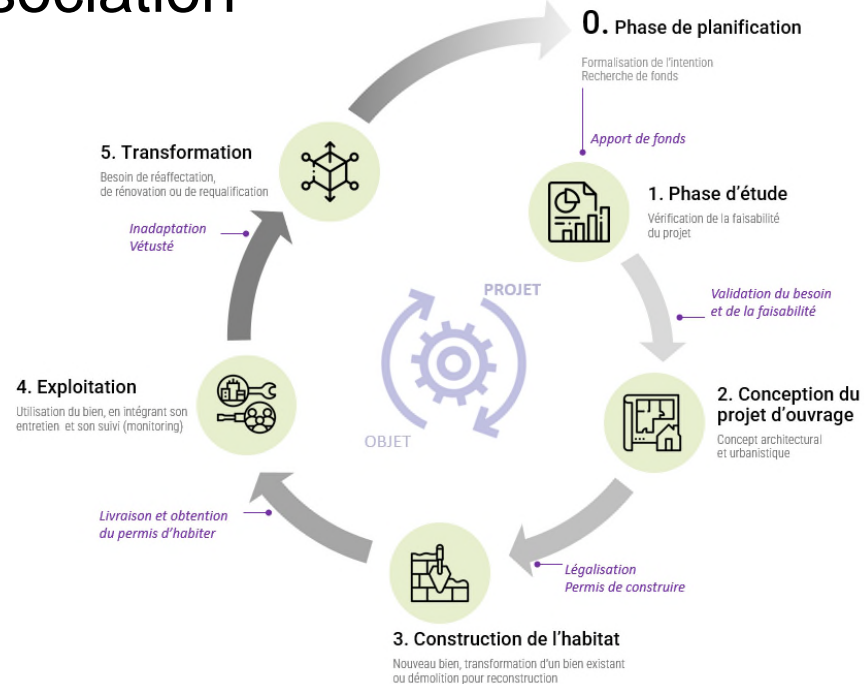 0. Phase de planification
Formalisation de l'intention
Recherche de fonds
Apport de fonds
1. Phase d'étude
Vérification de la faisabilité
du projet
Validation du besoin
et de la faisabilité
2. Conception du
projet d'ouvrage
Concept architectural
et urbanistique
Légalisation
Permis de construire
3. Construction de l'habitat
Nouveau bien, transformation d'un bien existant
ou démolition pour reconstruction
Livraison et obtention
du permis d'habiter
4. Exploitation
Utilisation du bien, en intégrant son
entretien et son suivi (monitoring)
Inadaptation
Vétusté
5. Transformation
Besoin de réaffectation,
de rénovation ou de requalification
PROJET
OBJET